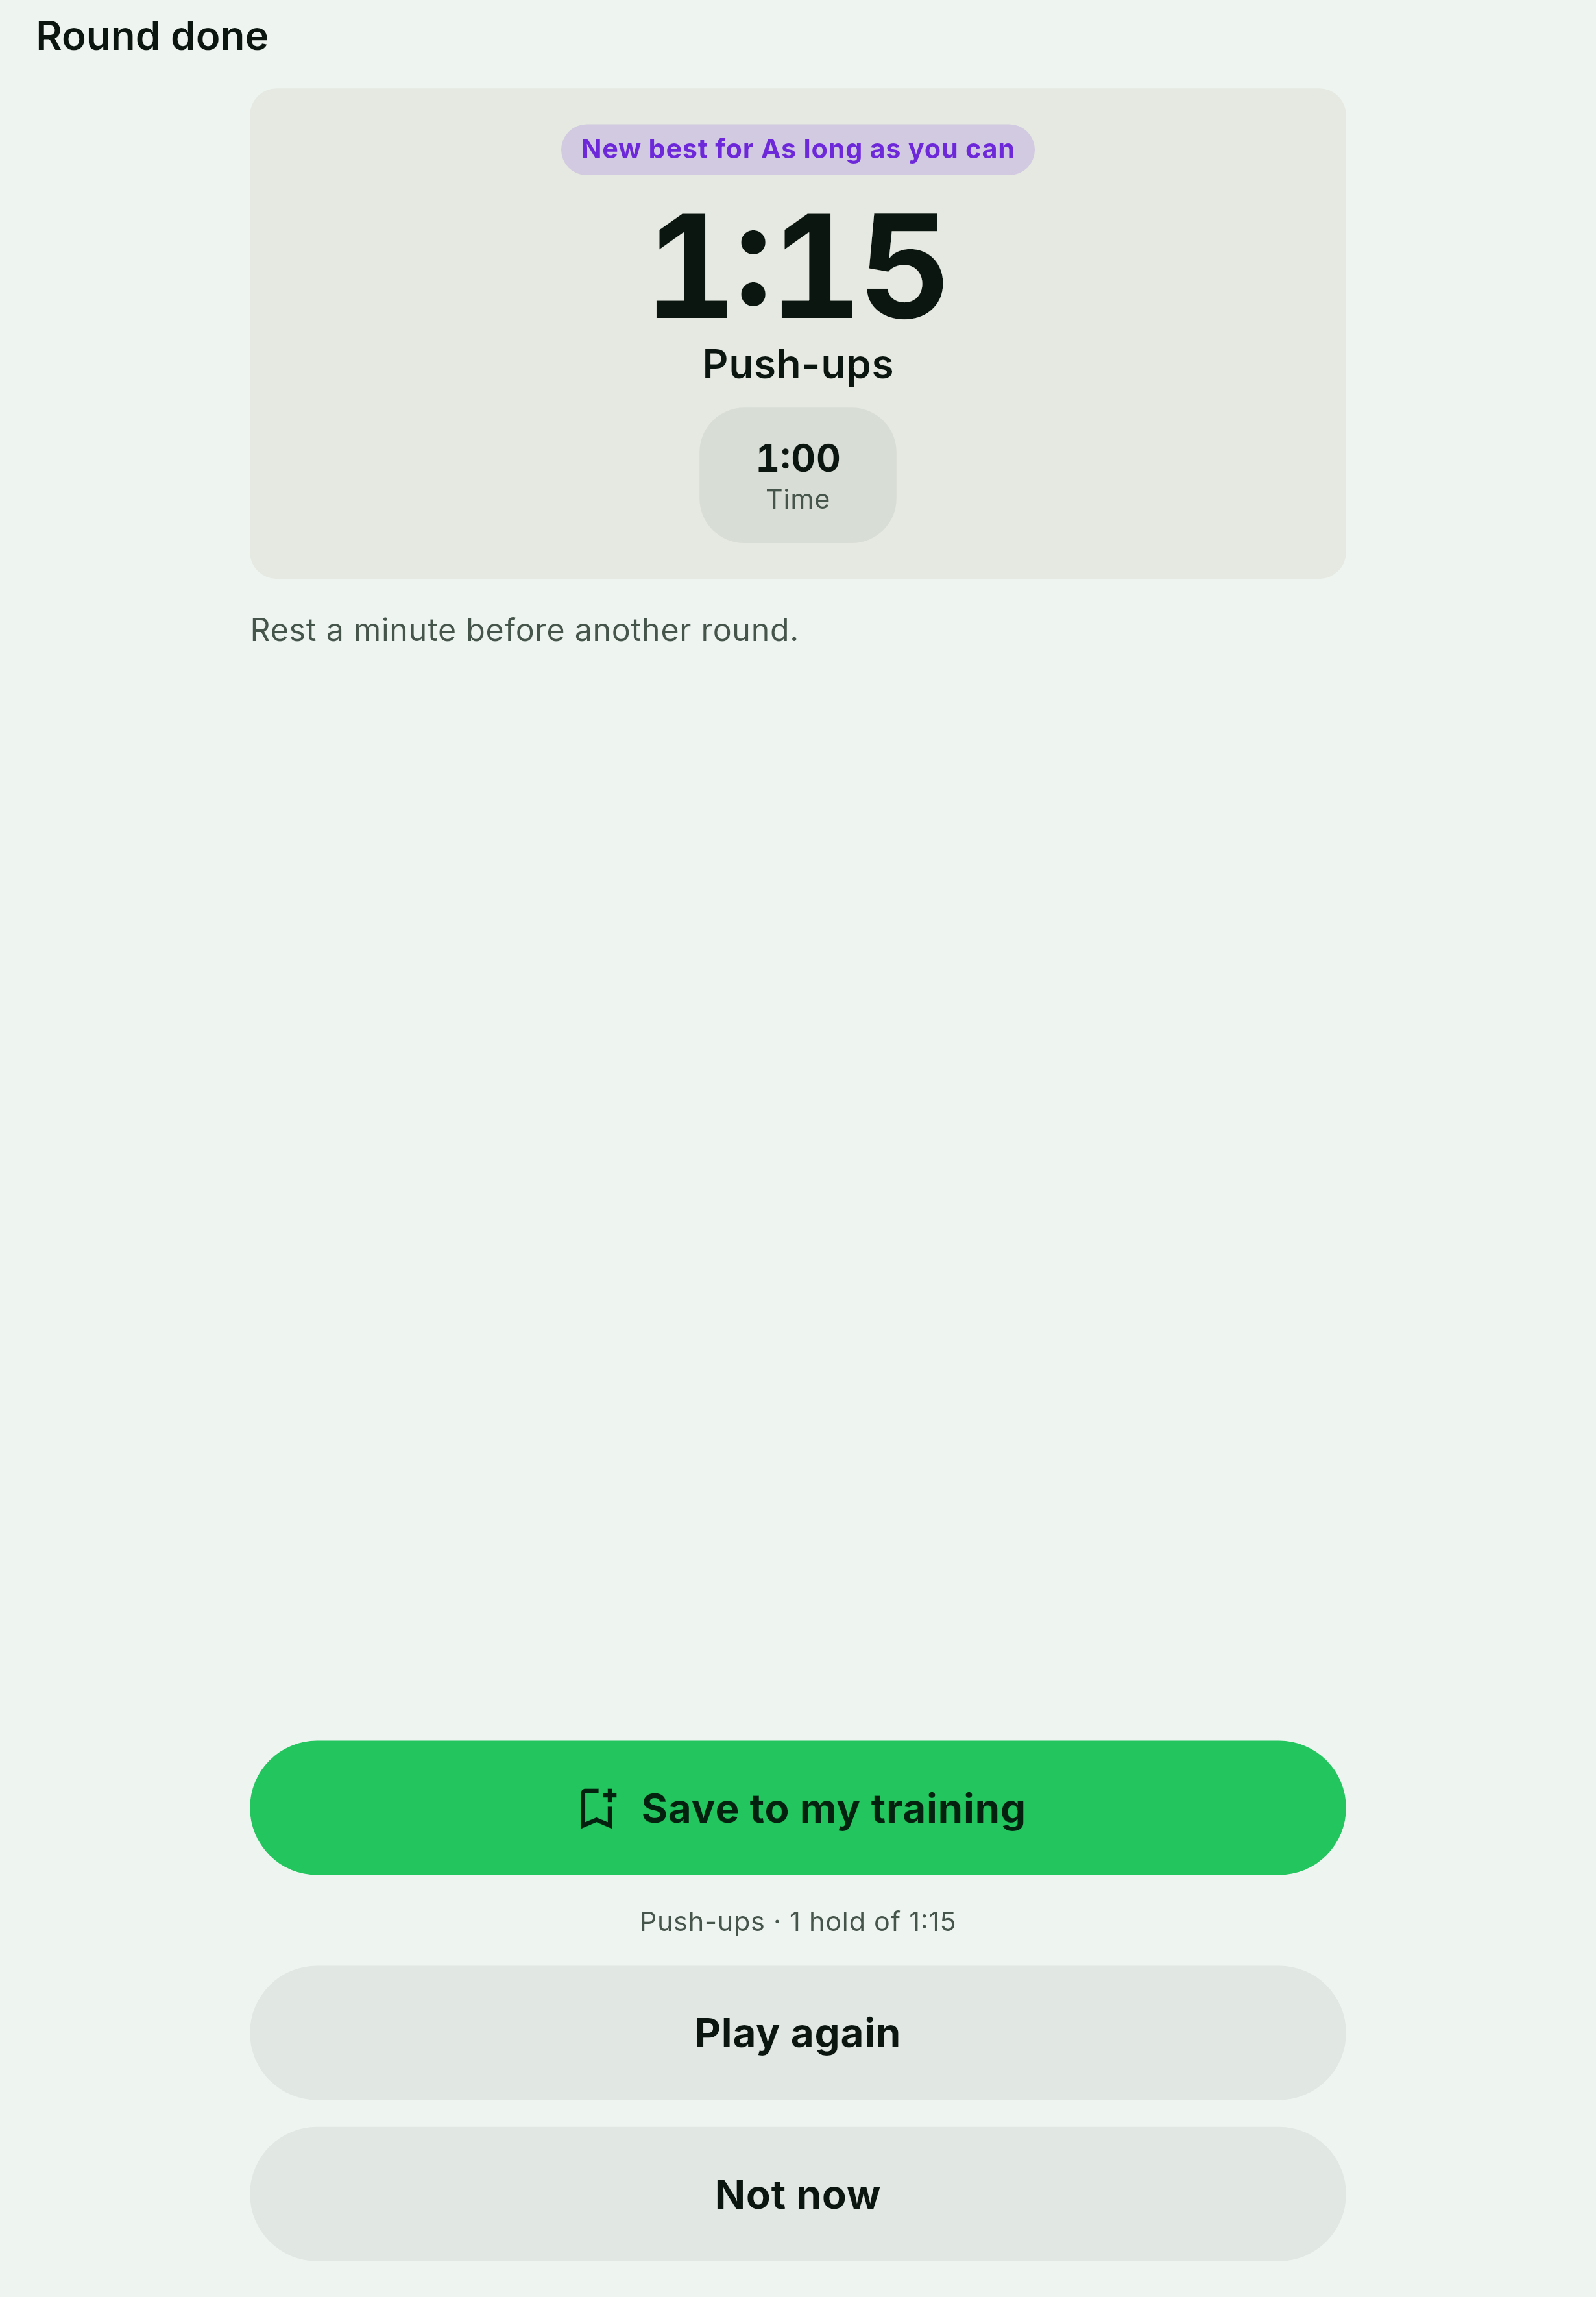 Round done
New best for As long as you can
1:15
Push-ups
1:00
Time
Rest a minute before another round.
Save to my training
Push-ups · 1 hold of 1:15
Play again
Not now